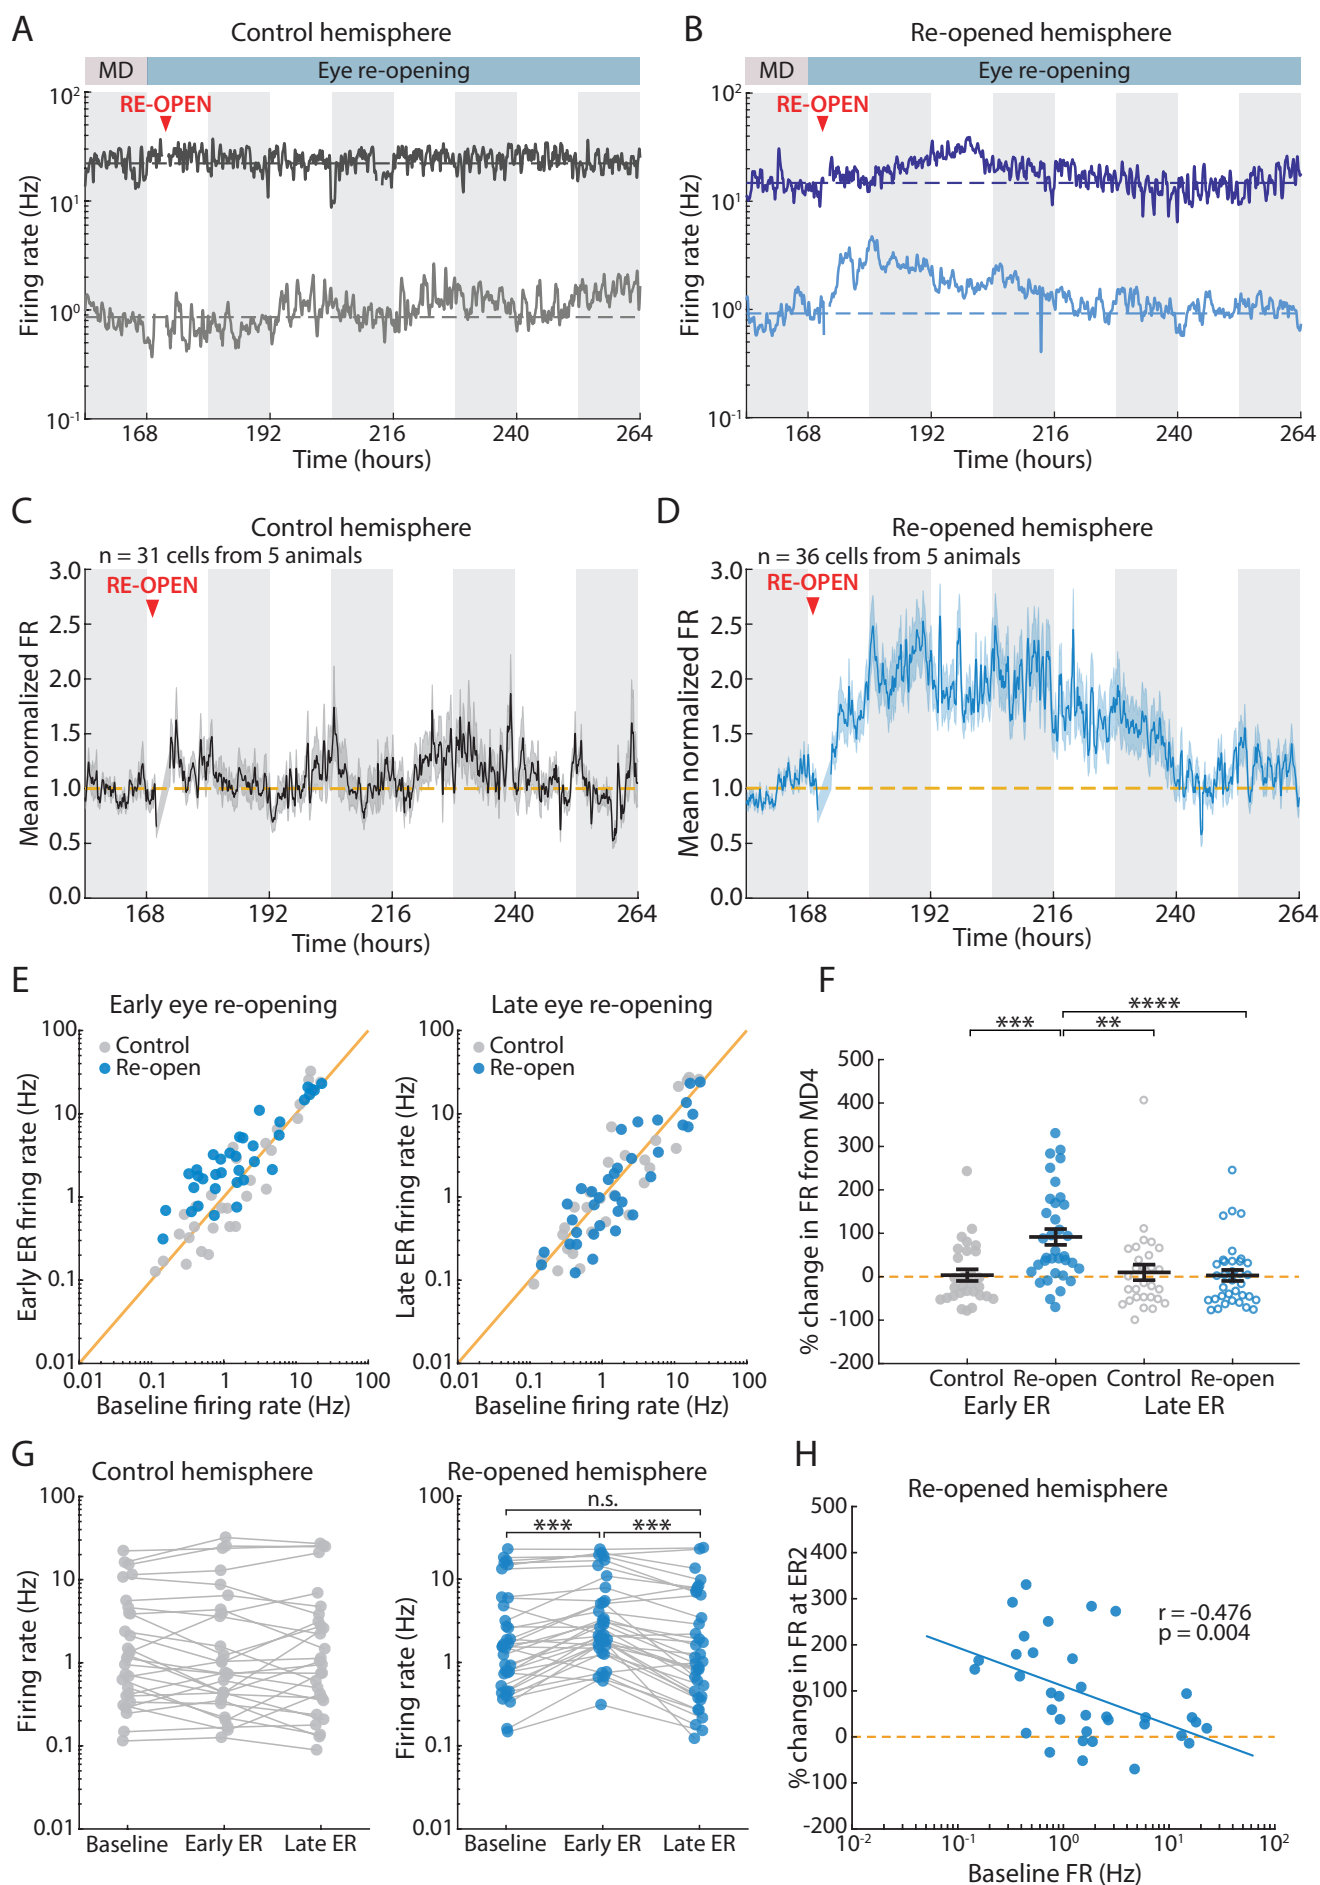 A
Control hemisphere
MD
Eye re-opening
RE-OPEN
Firing rate (Hz)
10²
10¹
10⁰
10⁻¹
168
192
216
240
264
Time (hours)
B
Re-opened hemisphere
MD
Eye re-opening
RE-OPEN
Firing rate (Hz)
10²
10¹
10⁰
10⁻¹
168
192
216
240
264
Time (hours)
C
Control hemisphere
n = 31 cells from 5 animals
RE-OPEN
Mean normalized FR
3.0
2.5
2.0
1.5
1.0
0.5
0.0
168
192
216
240
264
Time (hours)
D
Re-opened hemisphere
n = 36 cells from 5 animals
RE-OPEN
Mean normalized FR
3.0
2.5
2.0
1.5
1.0
0.5
0.0
168
192
216
240
264
Time (hours)
E
Early eye re-opening
Control
Re-open
Early ER firing rate (Hz)
100
10
1
0.1
0.01
0.01
0.1
1
10
100
Baseline firing rate (Hz)
Late eye re-opening
Control
Re-open
Late ER firing rate (Hz)
100
10
1
0.1
0.01
0.01
0.1
1
10
100
Baseline firing rate (Hz)
F
****
***
**
% change in FR from MD4
500
400
300
200
100
0
-100
-200
Control
Re-open
Control
Re-open
Early ER
Late ER
G
Control hemisphere
Firing rate (Hz)
100
10
1
0.1
0.01
Baseline
Early ER
Late ER
Re-opened hemisphere
n.s.
***
***
Firing rate (Hz)
100
10
1
0.1
0.01
Baseline
Early ER
Late ER
H
Re-opened hemisphere
% change in FR at ER2
500
300
200
100
0
-100
-200
r = -0.476
p = 0.004
10⁻²
10⁻¹
10⁰
10¹
10²
Baseline FR (Hz)